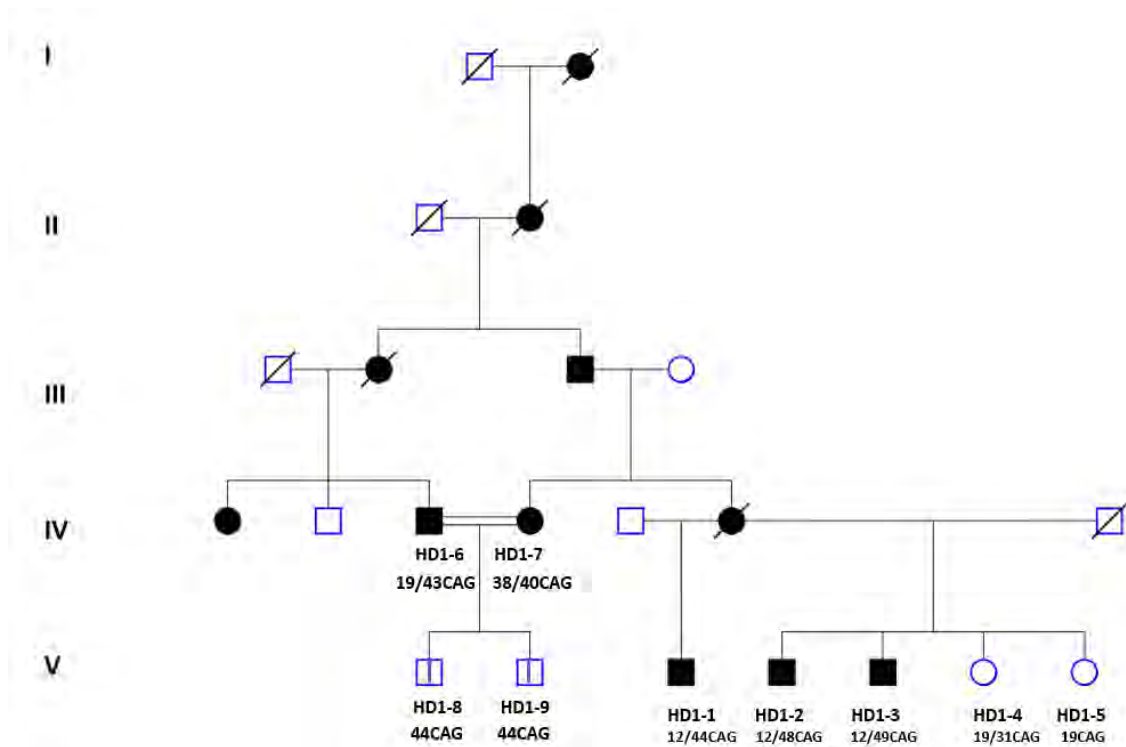 I
II
III
IV
HD1-6 HD1-7
19/43CAG 38/40CAG
V
HD1-8 HD1-9 HD1-1 HD1-2 HD1-3 HD1-4 HD1-5
44CAG 44CAG 12/44CAG 12/48CAG 12/49CAG 19/31CAG 19CAG